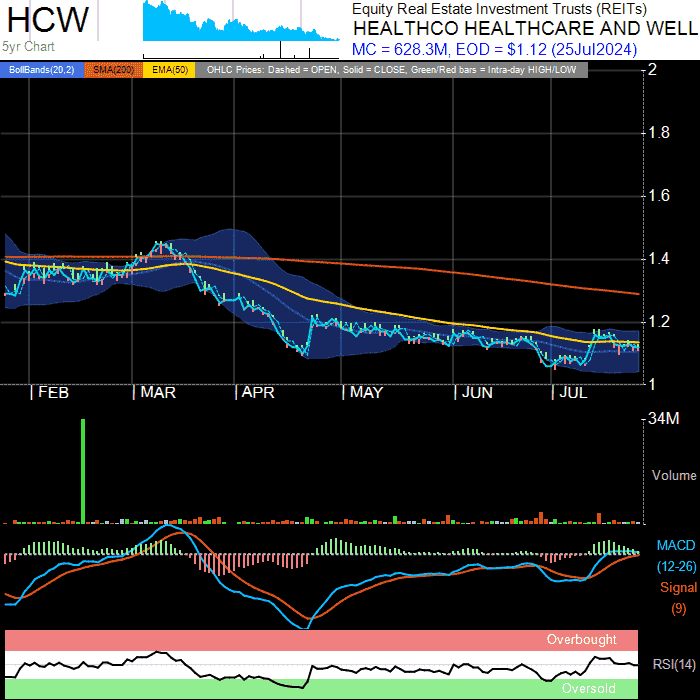 HCW
5yr Chart
Equity Real Estate Investment Trusts (REITs)
HEALTHCO HEALTHCARE AND WELL
MC = 628.3M, EOD = $1.12 (25Jul2024)
BollBands(20,2) SMA(200) EMA(50) OHLC Prices: Dashed = OPEN, Solid = CLOSE, Green/Red bars = Intra-day HIGH/LOW
2
1.8
1.6
1.4
1.2
1
| FEB | MAR | APR | MAY | JUN | JUL
34M
Volume
MACD
(12-26)
Signal
(9)
Overbought
RSI(14)
Oversold